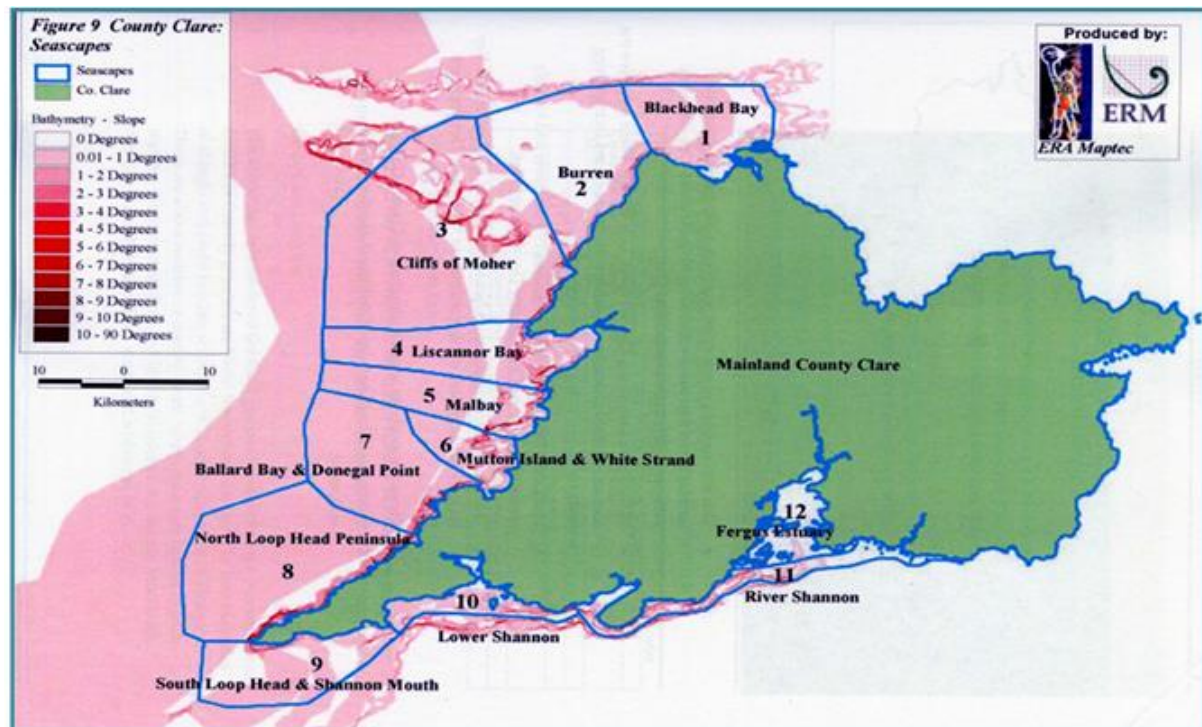 Figure 9 County Clare:
Seascapes
Seascapes
Co. Clare
Bathymetry - Slope
0 Degrees
0.01 - 1 Degrees
1 - 2 Degrees
2 - 3 Degrees
3 - 4 Degrees
4 - 5 Degrees
5 - 6 Degrees
6 - 7 Degrees
7 - 8 Degrees
8 - 9 Degrees
9 - 10 Degrees
10 - 90 Degrees
10 0 10
Kilometers
Produced by:
ERM
ERA Maptec
Blackhead Bay
1
Burren
2
3
Cliffs of Moher
4 Liscannor Bay
5
Malbay
6
Mutton Island & White Strand
7
Ballard Bay & Donegal Point
Mainland County Clare
North Loop Head Peninsula
8
9
South Loop Head & Shannon Mouth
10
Lower Shannon
12
Fergus Estuary
11
River Shannon